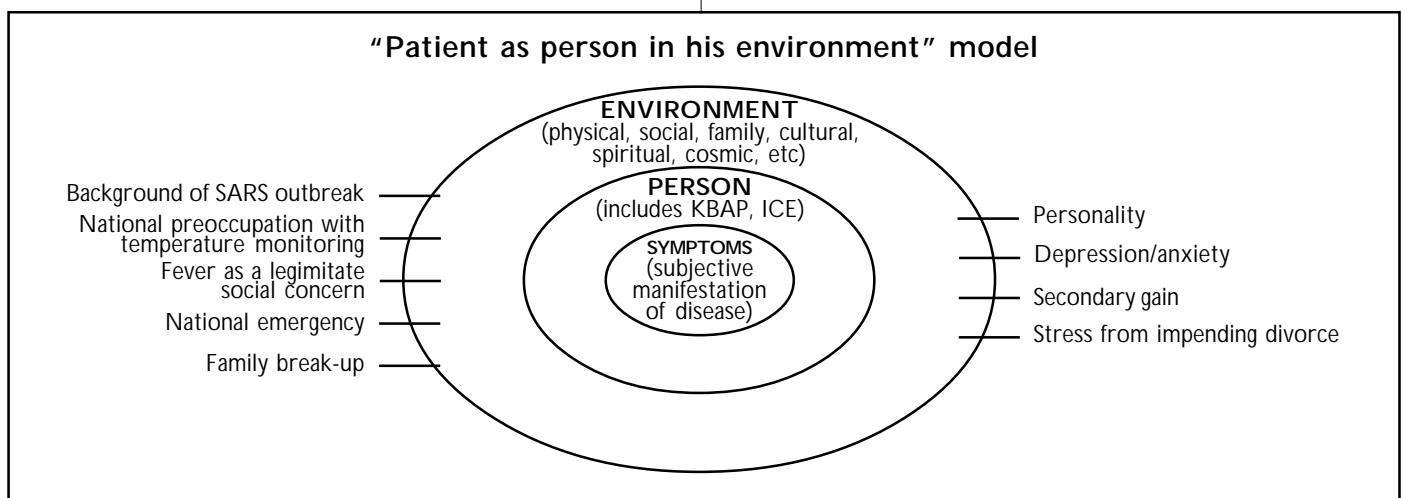 "Patient as person in his environment" model
ENVIRONMENT
(physical, social, family, cultural,
spiritual, cosmic, etc)
PERSON
(includes KBAP, ICE)
SYMPTOMS
(subjective
manifestation
of disease)
Background of SARS outbreak
National preoccupation with
temperature monitoring
Fever as a legimitate
social concern
National emergency
Family break-up
Personality
Depression/anxiety
Secondary gain
Stress from impending divorce